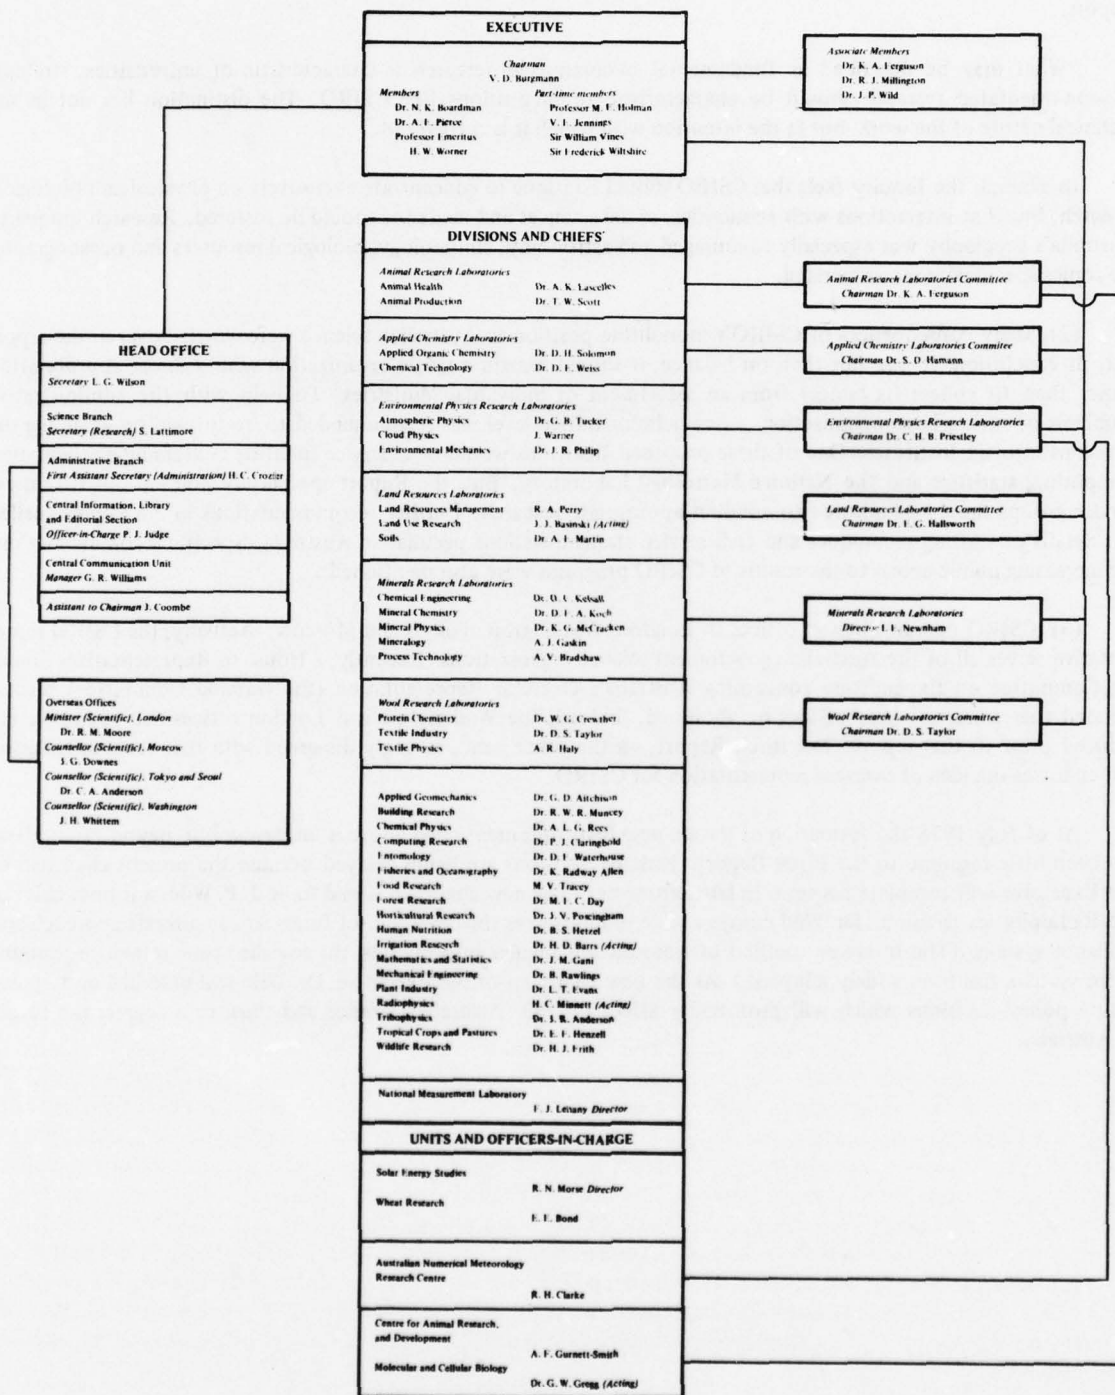 EXECUTIVE
Chairman
V. D. Burgmann
Members Part-time members
Dr. N. K. Boardman Professor M. E. Holman
Dr. A. E. Pierce V. E. Jennings
Professor Emeritus Sir William Vines
H. W. Worner Sir Frederick Wiltshire
Associate Members
Dr. K. A. Ferguson
Dr. R. J. Millington
Dr. J. P. Wild
DIVISIONS AND CHIEFS
Animal Research Laboratories
Animal Health Dr. A. K. Lascelles
Animal Production Dr. T. W. Scott
Applied Chemistry Laboratories
Applied Organic Chemistry Dr. D. H. Solomon
Chemical Technology Dr. D. E. Weiss
Environmental Physics Research Laboratories
Atmospheric Physics Dr. G. B. Tucker
Cloud Physics J. Warner
Environmental Mechanics Dr. J. R. Philip
Land Resources Laboratories
Land Resources Management R. A. Perry
Land Use Research J. J. Basinski (Acting)
Soils Dr. A. E. Martin
Minerals Research Laboratories
Chemical Engineering Dr. D. F. Kelsall
Mineral Chemistry Dr. D. F. A. Koch
Mineral Physics Dr. K. G. McCracken
Mineralogy A. J. Gaskin
Process Technology A. V. Bradshaw
Wool Research Laboratories
Protein Chemistry Dr. W. G. Crewther
Textile Industry Dr. D. S. Taylor
Textile Physics A. R. Haly
Applied Geomechanics Dr. G. D. Aitchison
Building Research Dr. R. W. R. Muncey
Chemical Physics Dr. A. L. G. Rees
Computing Research Dr. P. J. Claringbold
Entomology Dr. D. F. Waterhouse
Fisheries and Oceanography Dr. K. Radway Allen
Food Research M. V. Tracey
Forest Research Dr. M. F. C. Day
Horticultural Research Dr. J. V. Possingham
Human Nutrition Dr. B. S. Hetzel
Irrigation Research Dr. H. D. Barrs (Acting)
Mathematics and Statistics Dr. J. M. Gani
Mechanical Engineering Dr. B. Rawlings
Plant Industry Dr. L. T. Evans
Radiophysics H. C. Minnett (Acting)
Tribophysics Dr. J. R. Anderson
Tropical Crops and Pastures Dr. E. F. Henzell
Wildlife Research Dr. H. J. Frith
National Measurement Laboratory
F. J. Lehany Director
UNITS AND OFFICERS-IN-CHARGE
Solar Energy Studies
R. N. Morse Director
Wheat Research
E. E. Bond
Australian Numerical Meteorology
Research Centre
R. H. Clarke
Centre for Animal Research,
and Development
A. F. Gurnett-Smith
Molecular and Cellular Biology
Dr. G. W. Grigg (Acting)
HEAD OFFICE
Secretary L. G. Wilson
Science Branch
Secretary (Research) S. Lattimore
Administrative Branch
First Assistant Secretary (Administration) H. C. Crozier
Central Information, Library
and Editorial Section
Officer-in-Charge P. J. Judge
Central Communication Unit
Manager G. R. Williams
Assistant to Chairman J. Coombe
Overseas Offices
Minister (Scientific), London
Dr. R. M. Moore
Counsellor (Scientific), Moscow
J. G. Downes
Counsellor (Scientific), Tokyo and Seoul
Dr. C. A. Anderson
Counsellor (Scientific), Washington
J. H. Whittem
Animal Research Laboratories Committee
Chairman Dr. K. A. Ferguson
Applied Chemistry Laboratories Commitee
Chairman Dr. S. D. Hamann
Environmental Physics Research Laboratories
Chairman Dr. C. H. B. Priestley
Land Resources Laboratories Committee
Chairman Dr. E. G. Hallsworth
Minerals Research Laboratories
Director I. E. Newnham
Wool Research Laboratories Committee
Chairman Dr. D. S. Taylor